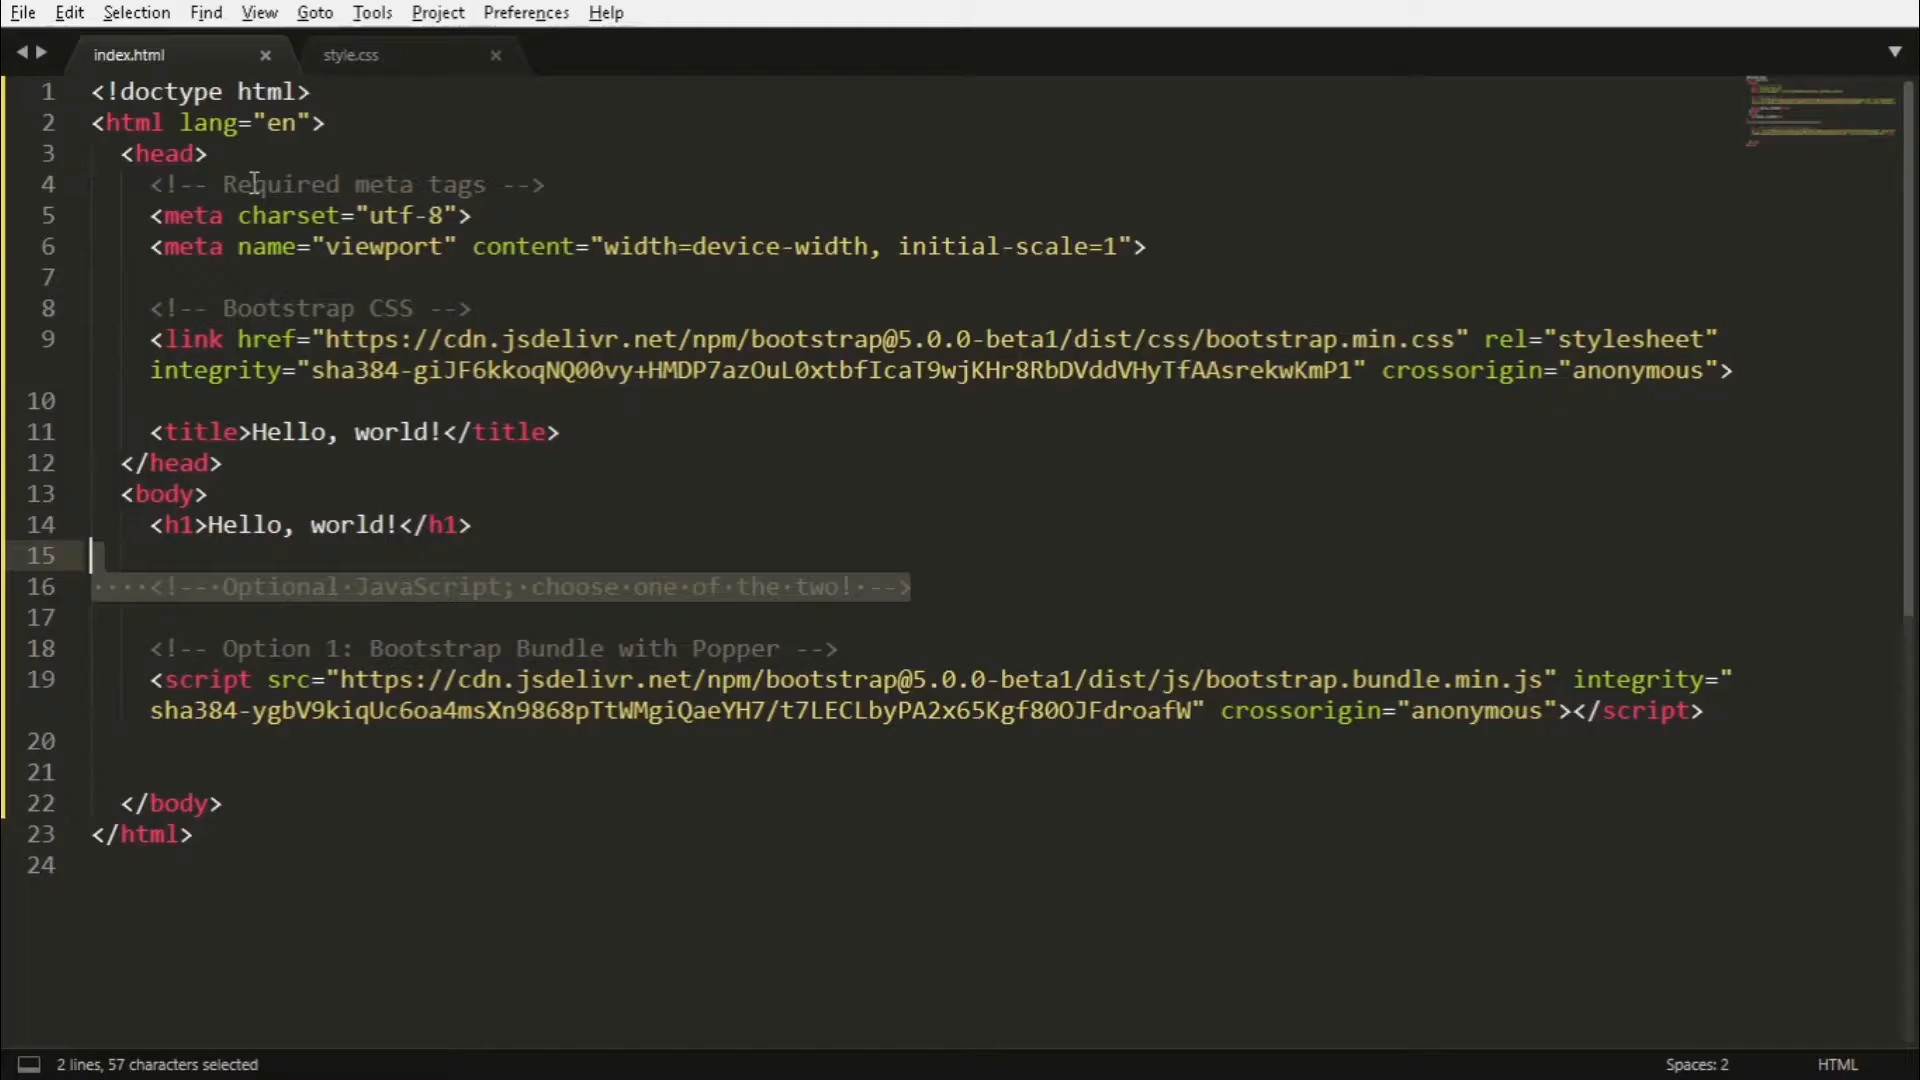 File Edit Selection Find View Goto Tools Project Preferences Help
index.html × style.css ×
1 <!doctype html>
2 <html lang="en">
3 <head>
4 <!-- Required meta tags -->
5 <meta charset="utf-8">
6 <meta name="viewport" content="width=device-width, initial-scale=1">
7
8 <!-- Bootstrap CSS -->
9 <link href="https://cdn.jsdelivr.net/npm/bootstrap@5.0.0-beta1/dist/css/bootstrap.min.css" rel="stylesheet"
integrity="sha384-giJF6kkoqNQ00vy+HMDP7azOuL0xtbfIcaT9wjKHr8RbDVddVHyTfAAsrekwKmP1" crossorigin="anonymous">
10
11 <title>Hello, world!</title>
12 </head>
13 <body>
14 <h1>Hello, world!</h1>
15
16 <!-- Optional JavaScript; choose one of the two! -->
17
18 <!-- Option 1: Bootstrap Bundle with Popper -->
19 <script src="https://cdn.jsdelivr.net/npm/bootstrap@5.0.0-beta1/dist/js/bootstrap.bundle.min.js" integrity="
sha384-ygbV9kiqUc6oa4msXn9868pTtWMgiQaeYH7/t7LECLbyPA2x65Kgf80OJFdroafW" crossorigin="anonymous"></script>
20
21
22 </body>
23 </html>
24
2 lines, 57 characters selected Spaces: 2 HTML